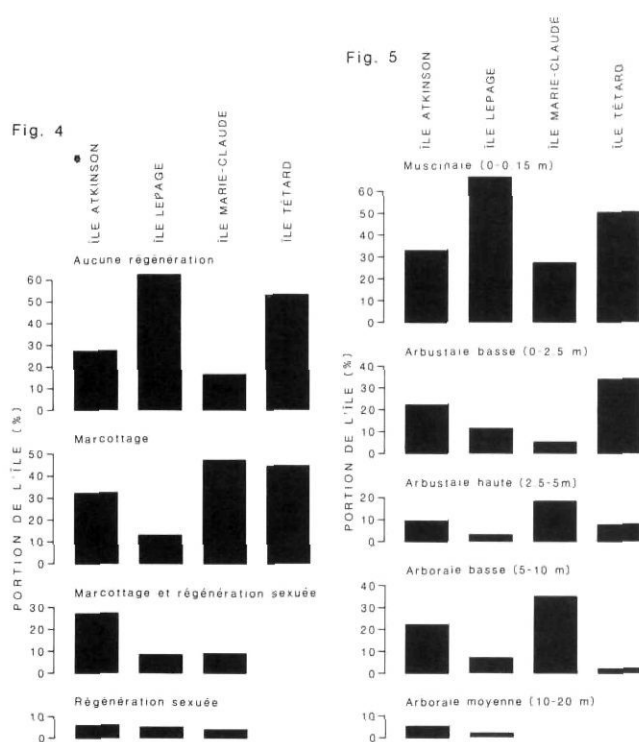 Fig. 4
ÎLE ATKINSON
ÎLE LEPAGE
ÎLE MARIE-CLAUDE
ÎLE TÉTARD
PORTION DE L'ÎLE (%)
Aucune régénération
60
50
40
30
20
10
0
Marcottage
50
40
30
20
10
0
Marcottage et régénération sexuée
30
20
10
0
Régénération sexuée
10
0
Fig. 5
ÎLE ATKINSON
ÎLE LEPAGE
ÎLE MARIE-CLAUDE
ÎLE TÉTARD
PORTION DE L'ÎLE (%)
Muscinaie (0-0.15 m)
60
50
40
30
20
10
0
Arbustaie basse (0-2.5 m)
40
20
10
0
Arbustaie haute (2.5-5m)
20
10
0
Arboraie basse (5-10 m)
40
20
10
0
Arboraie moyenne (10-20 m)
10
0